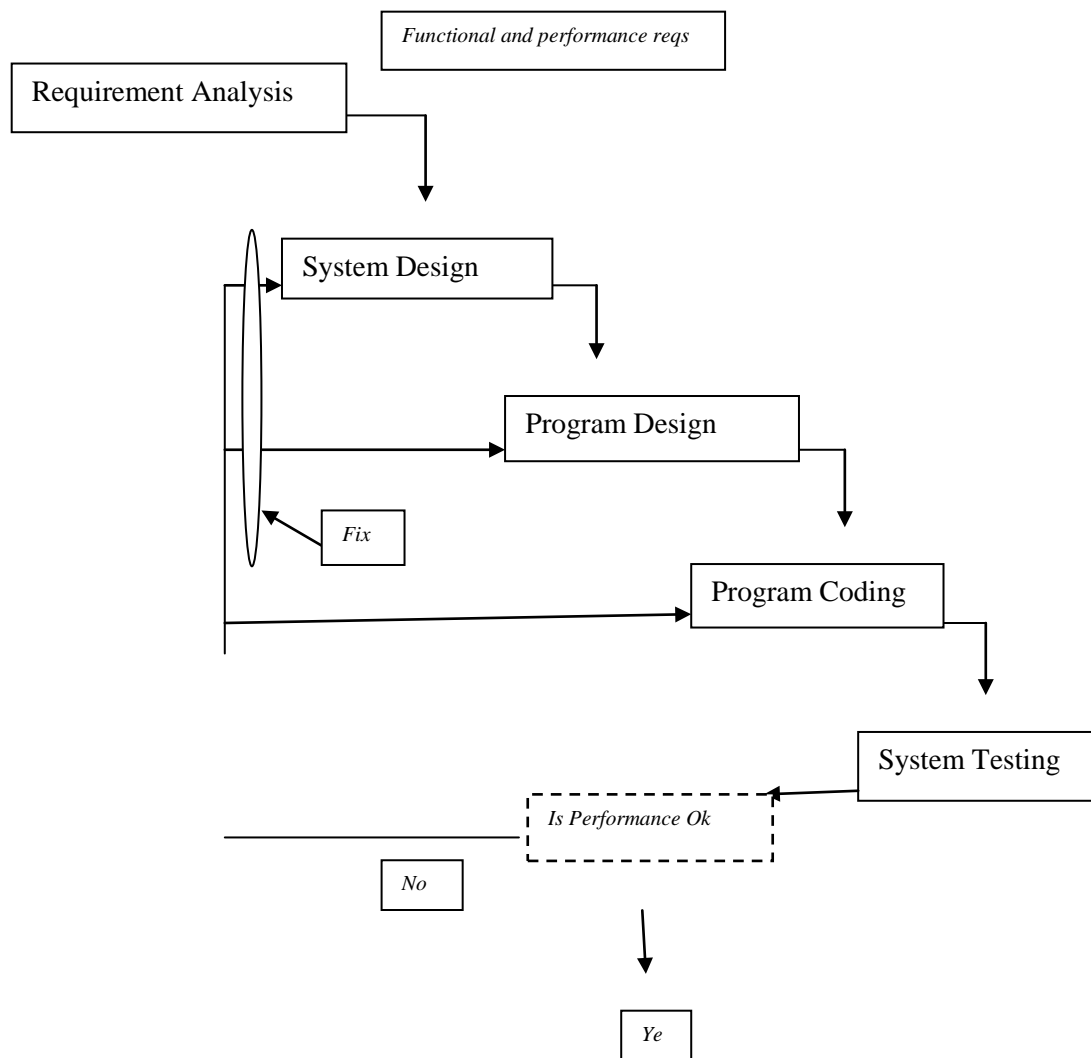 Functional and performance reqs
Requirement Analysis
System Design
Program Design
Fix
Program Coding
System Testing
Is Performance Ok
No
Ye